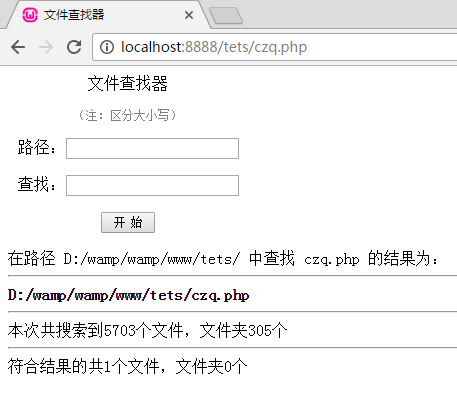 文件查找器
localhost:8888/tets/czq.php
文件查找器
（注：区分大小写）
路径：
查找：
开 始
在路径 D:/wamp/wamp/www/tets/ 中查找 czq.php 的结果为：
D:/wamp/wamp/www/tets/czq.php
本次共搜索到5703个文件，文件夹305个
符合结果的共1个文件，文件夹0个